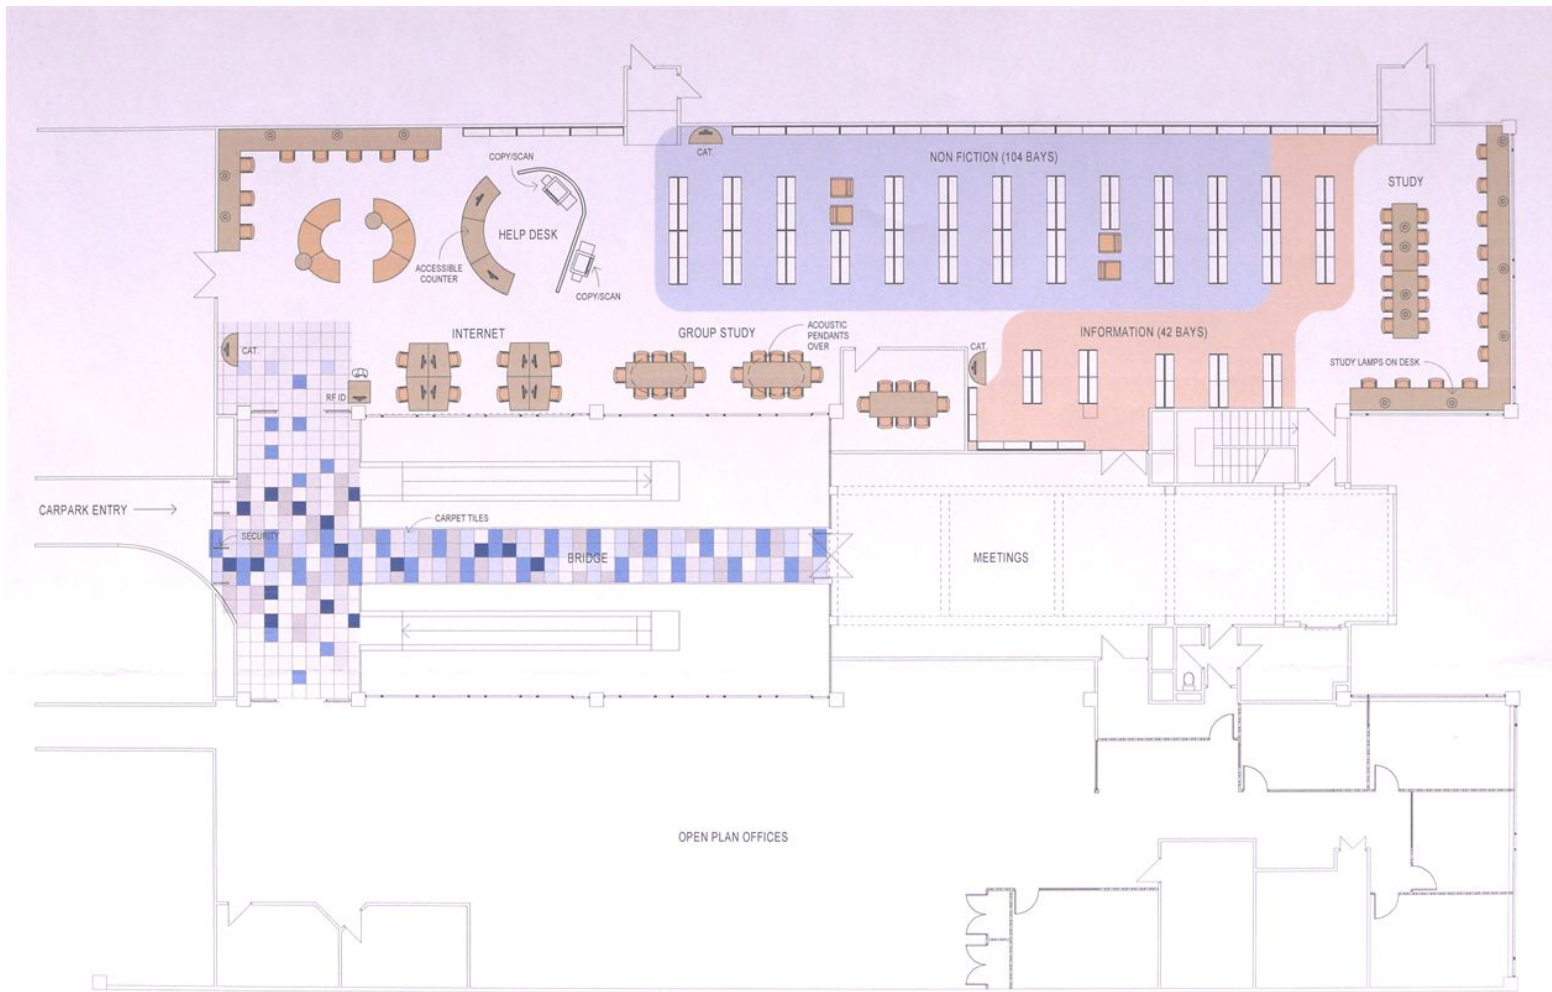 COPY/SCAN
CAT.
NON FICTION (104 BAYS)
STUDY
HELP DESK
ACCESSIBLE
COUNTER
COPY/SCAN
INTERNET
GROUP STUDY
ACOUSTIC
PENDANTS
OVER
INFORMATION (42 BAYS)
CAT.
CAT.
STUDY LAMPS ON DESK
RF ID
CARPARK ENTRY
CARPET TILES
SECURITY
BRIDGE
MEETINGS
OPEN PLAN OFFICES